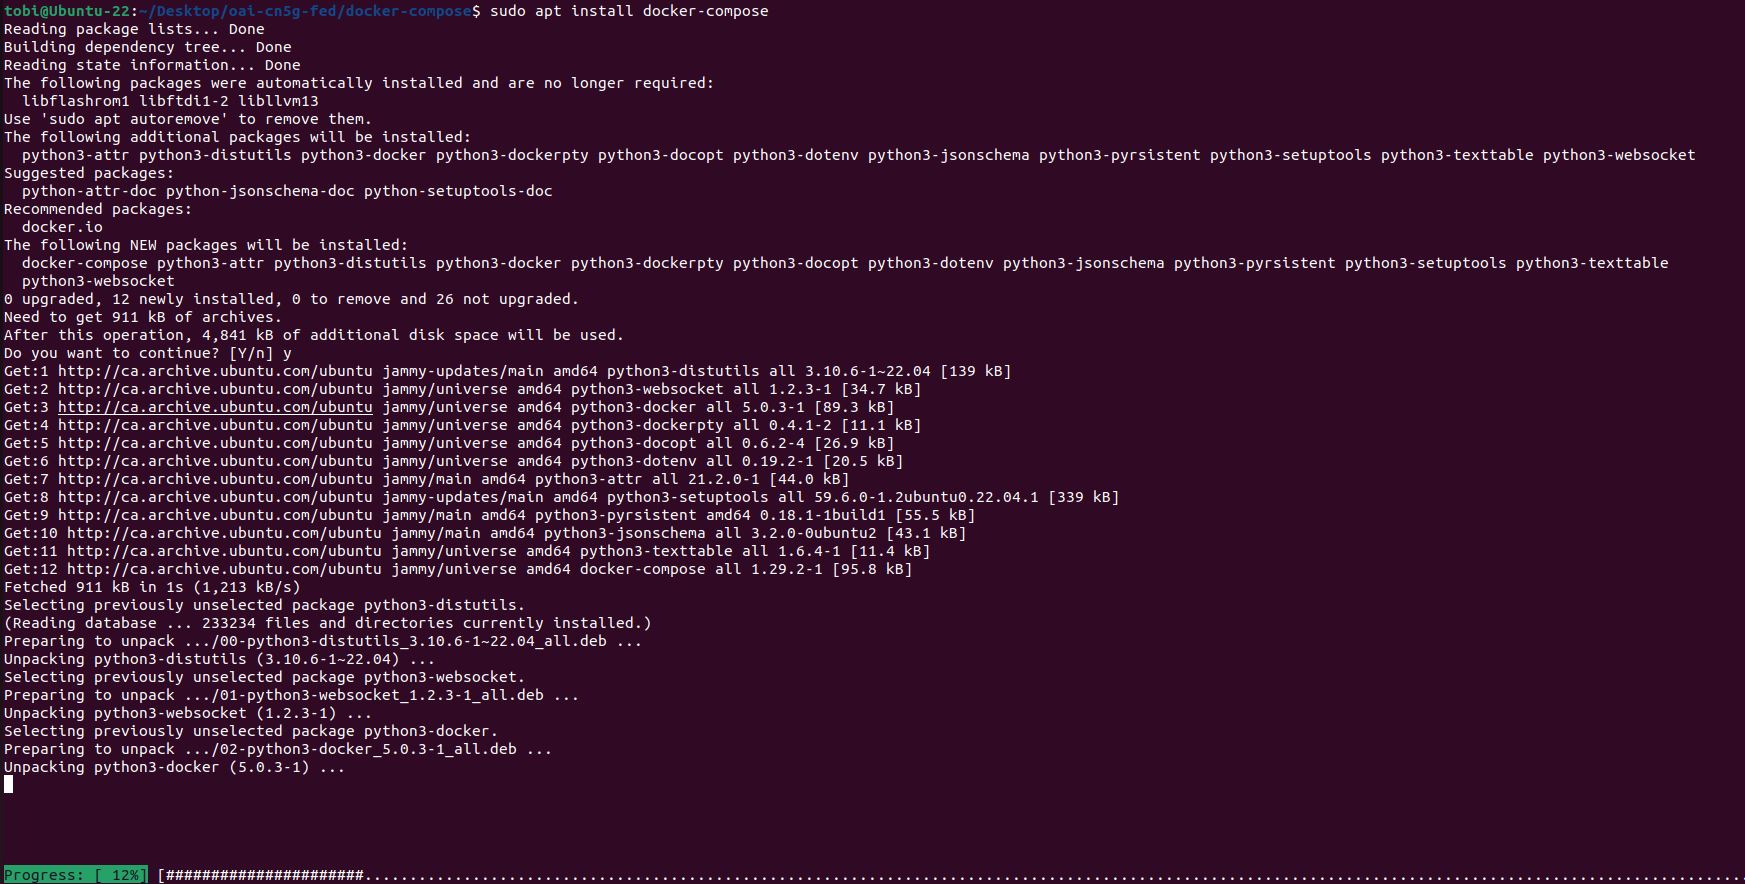 tobi@Ubuntu-22:~/Desktop/oai-cn5g-fed/docker-compose$ sudo apt install docker-compose
Reading package lists... Done
Building dependency tree... Done
Reading state information... Done
The following packages were automatically installed and are no longer required:
  libflashrom1 libftdi1-2 libllvm13
Use 'sudo apt autoremove' to remove them.
The following additional packages will be installed:
  python3-attr python3-distutils python3-docker python3-dockerpty python3-docopt python3-dotenv python3-jsonschema python3-pyrsistent python3-setuptools python3-texttable python3-websocket
Suggested packages:
  python-attr-doc python-jsonschema-doc python-setuptools-doc
Recommended packages:
  docker.io
The following NEW packages will be installed:
  docker-compose python3-attr python3-distutils python3-docker python3-dockerpty python3-docopt python3-dotenv python3-jsonschema python3-pyrsistent python3-setuptools python3-texttable
  python3-websocket
0 upgraded, 12 newly installed, 0 to remove and 26 not upgraded.
Need to get 911 kB of archives.
After this operation, 4,841 kB of additional disk space will be used.
Do you want to continue? [Y/n] y
Get:1 http://ca.archive.ubuntu.com/ubuntu jammy-updates/main amd64 python3-distutils all 3.10.6-1~22.04 [139 kB]
Get:2 http://ca.archive.ubuntu.com/ubuntu jammy/universe amd64 python3-websocket all 1.2.3-1 [34.7 kB]
Get:3 http://ca.archive.ubuntu.com/ubuntu jammy/universe amd64 python3-docker all 5.0.3-1 [89.3 kB]
Get:4 http://ca.archive.ubuntu.com/ubuntu jammy/universe amd64 python3-dockerpty all 0.4.1-2 [11.1 kB]
Get:5 http://ca.archive.ubuntu.com/ubuntu jammy/universe amd64 python3-docopt all 0.6.2-4 [26.9 kB]
Get:6 http://ca.archive.ubuntu.com/ubuntu jammy/universe amd64 python3-dotenv all 0.19.2-1 [20.5 kB]
Get:7 http://ca.archive.ubuntu.com/ubuntu jammy/main amd64 python3-attr all 21.2.0-1 [44.0 kB]
Get:8 http://ca.archive.ubuntu.com/ubuntu jammy-updates/main amd64 python3-setuptools all 59.6.0-1.2ubuntu0.22.04.1 [339 kB]
Get:9 http://ca.archive.ubuntu.com/ubuntu jammy/main amd64 python3-pyrsistent amd64 0.18.1-1build1 [55.5 kB]
Get:10 http://ca.archive.ubuntu.com/ubuntu jammy/main amd64 python3-jsonschema all 3.2.0-0ubuntu2 [43.1 kB]
Get:11 http://ca.archive.ubuntu.com/ubuntu jammy/universe amd64 python3-texttable all 1.6.4-1 [11.4 kB]
Get:12 http://ca.archive.ubuntu.com/ubuntu jammy/universe amd64 docker-compose all 1.29.2-1 [95.8 kB]
Fetched 911 kB in 1s (1,213 kB/s)
Selecting previously unselected package python3-distutils.
(Reading database ... 233234 files and directories currently installed.)
Preparing to unpack .../00-python3-distutils_3.10.6-1~22.04_all.deb ...
Unpacking python3-distutils (3.10.6-1~22.04) ...
Selecting previously unselected package python3-websocket.
Preparing to unpack .../01-python3-websocket_1.2.3-1_all.deb ...
Unpacking python3-websocket (1.2.3-1) ...
Selecting previously unselected package python3-docker.
Preparing to unpack .../02-python3-docker_5.0.3-1_all.deb ...
Unpacking python3-docker (5.0.3-1) ...
Progress: [ 12%] [######################.........................................................................................................................................................